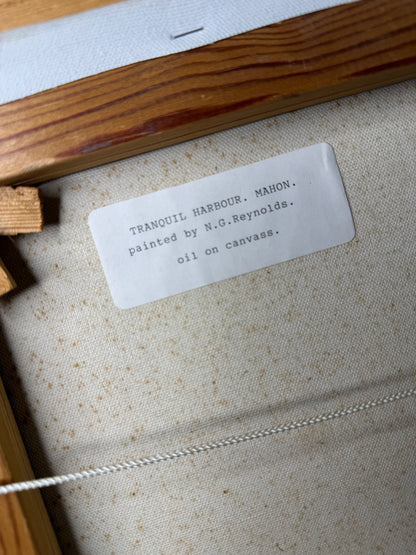 TRANQUIL HARBOUR. MAHON.
painted by N.G.Reynolds.
oil on canvass.